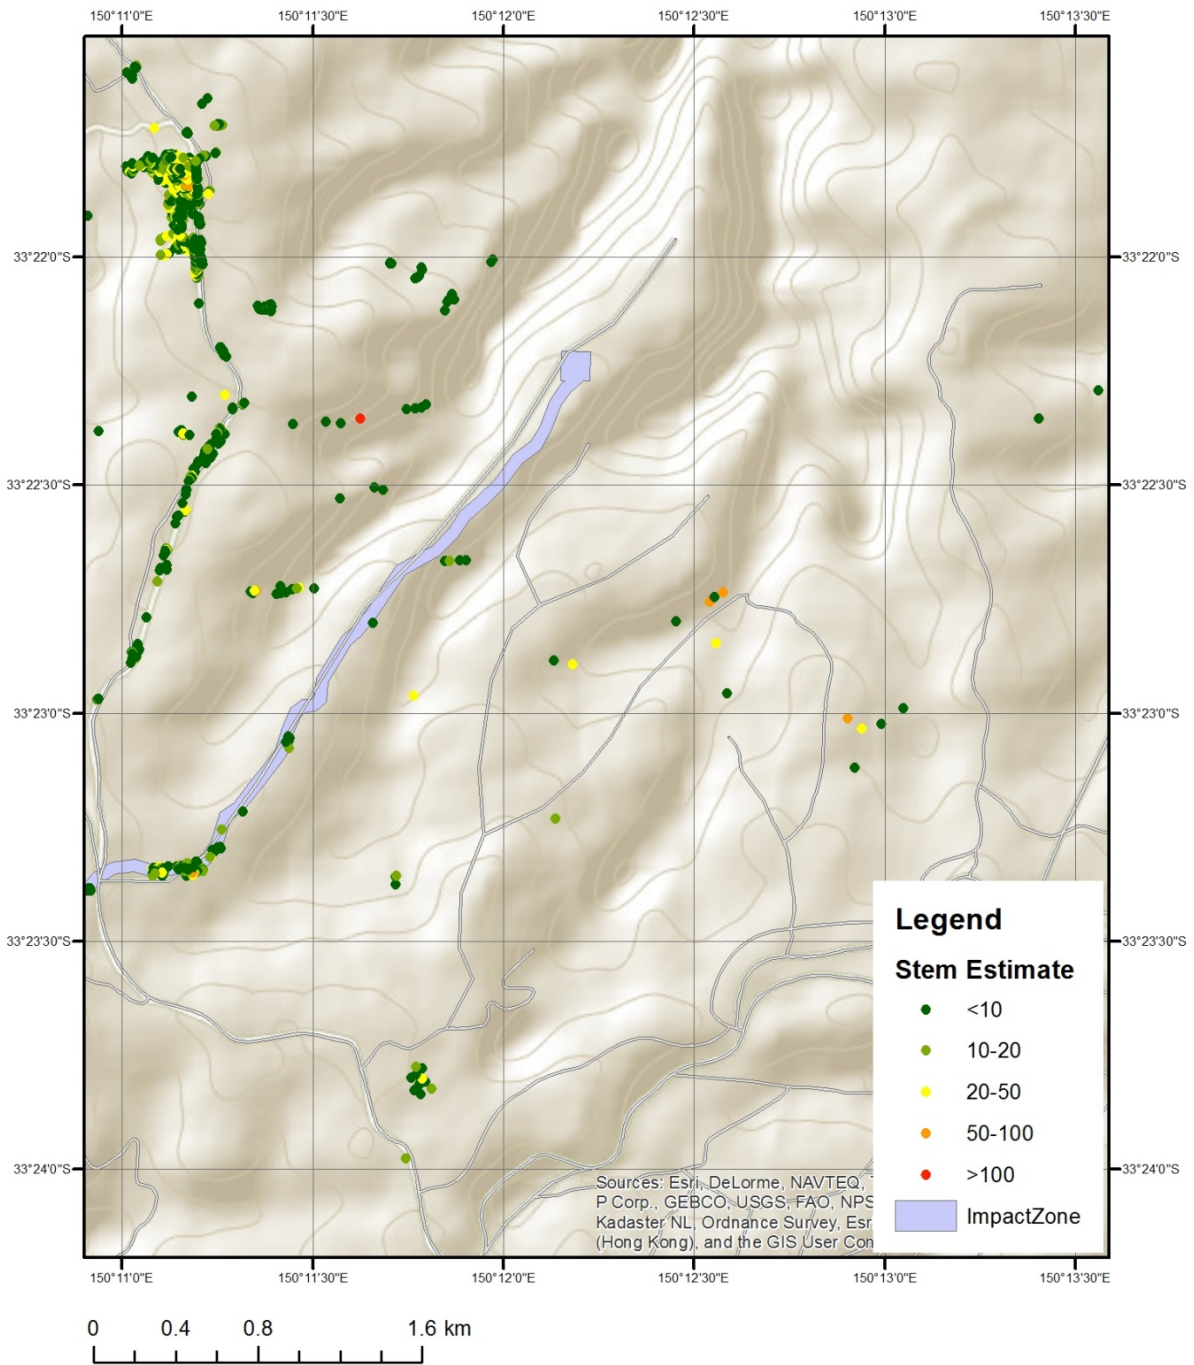 150°11'0"E
150°11'30"E
150°12'0"E
150°12'30"E
150°13'0"E
150°13'30"E
33°22'0"S
33°22'0"S
33°22'30"S
33°22'30"S
33°23'0"S
33°23'0"S
33°23'30"S
33°23'30"S
33°24'0"S
33°24'0"S
Legend
Stem Estimate
<10
10-20
20-50
50-100
>100
ImpactZone
Sources: Esri, DeLorme, NAVTEQ,
P Corp., GEBCO, USGS, FAO, NPS
Kadaster NL, Ordnance Survey, Esr
(Hong Kong), and the GIS User Con
150°11'0"E
150°11'30"E
150°12'0"E
150°12'30"E
150°13'0"E
150°13'30"E
0 0.4 0.8 1.6 km